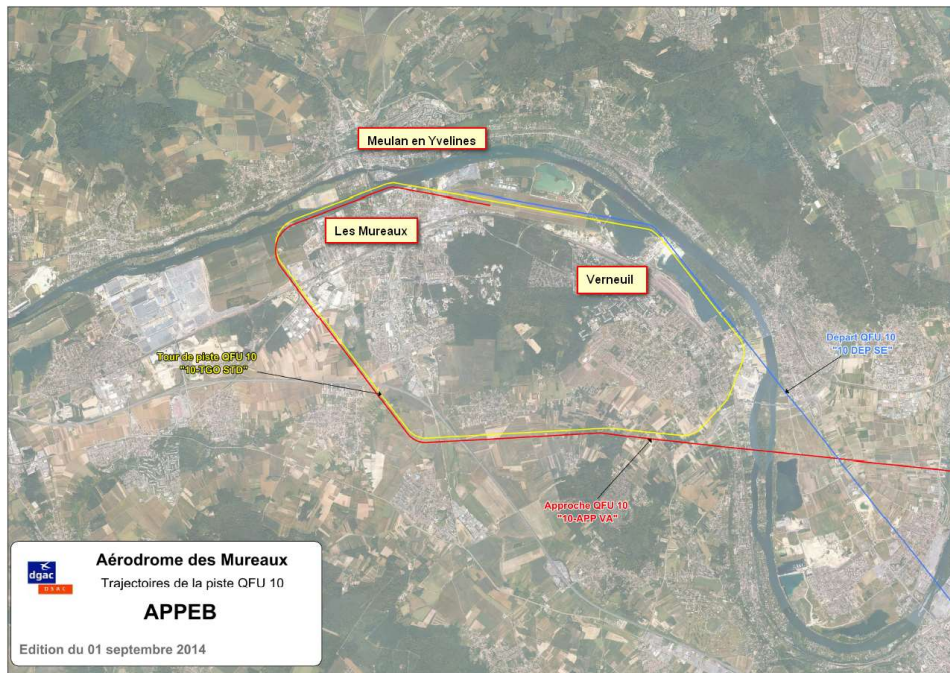 Meulan en Yvelines
Les Mureaux
Verneuil
Tour de piste QFU 10
"10-TGO STD"
Départ QFU 10
"10 DEP SE"
Approche QFU 10
"10-APP VA"
dgac
DSAC
Aérodrome des Mureaux
Trajectoires de la piste QFU 10
APPEB
Edition du 01 septembre 2014